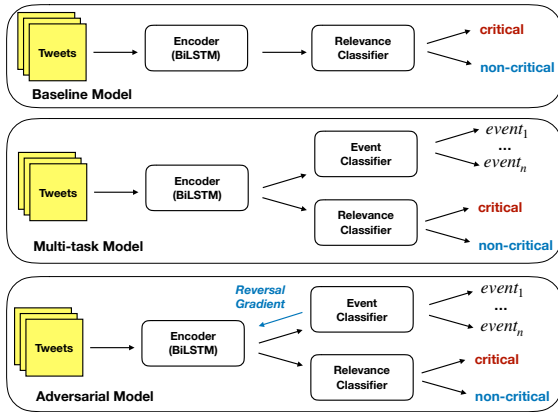 Tweets
Encoder
(BiLSTM)
Relevance
Classifier
critical
non-critical
Baseline Model
Tweets
Encoder
(BiLSTM)
Event
Classifier
event₁
...
eventₙ
Relevance
Classifier
critical
non-critical
Multi-task Model
Tweets
Encoder
(BiLSTM)
Reversal
Gradient
Event
Classifier
event₁
...
eventₙ
Relevance
Classifier
critical
non-critical
Adversarial Model